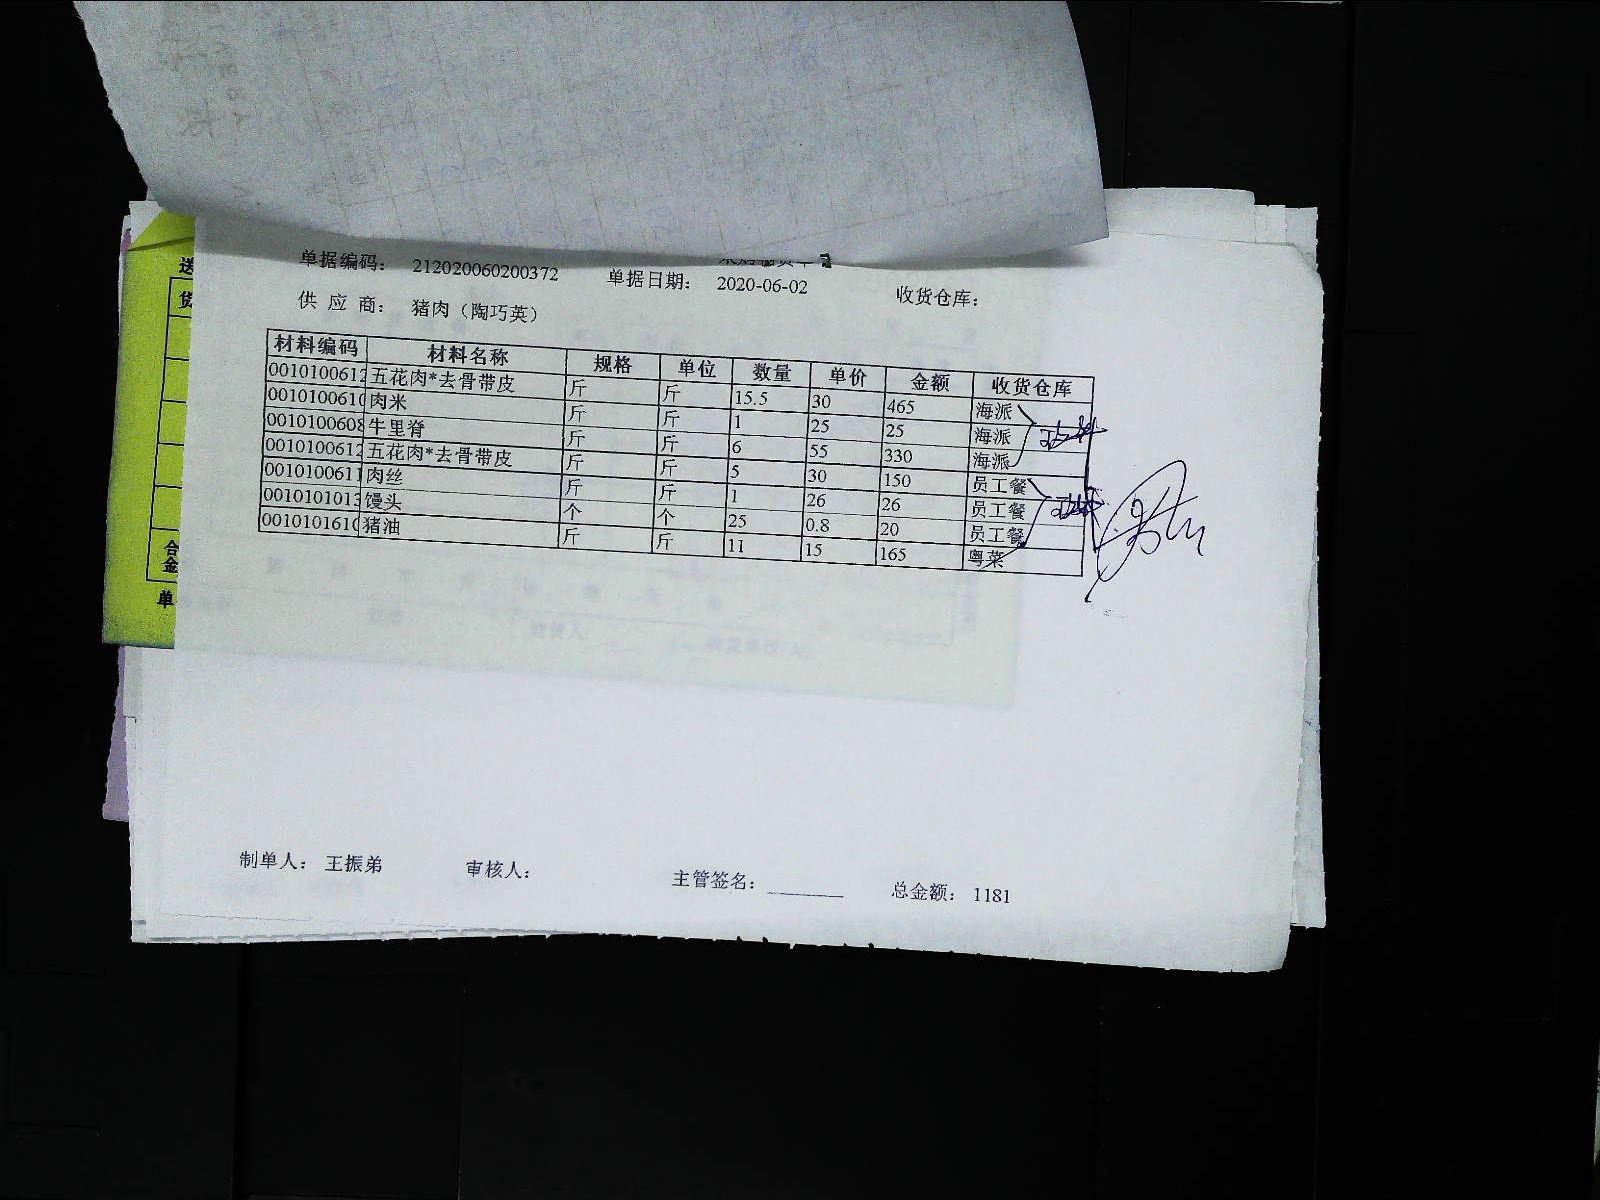 单据编码： 212020060200372 单据日期： 2020-06-02 收货仓库：
供 应 商： 猪肉（陶巧英）
材料编码 材料名称 规格 单位 数量 单价 金额 收货仓库
0010100612 五花肉*去骨带皮 斤 斤 15.5 30 465 海派
0010100610 肉米 斤 斤 1 25 25 海派
0010100608 牛里脊 斤 斤 6 55 330 海派
0010100612 五花肉*去骨带皮 斤 斤 5 30 150 员工餐
0010100611 肉丝 斤 斤 1 26 26 员工餐
0010101013 馒头 个 个 25 0.8 20 员工餐
0010101610 猪油 斤 斤 11 15 165 粤菜
制单人： 王振弟 审核人： 主管签名： 总金额： 1181
送
货
合
金
单